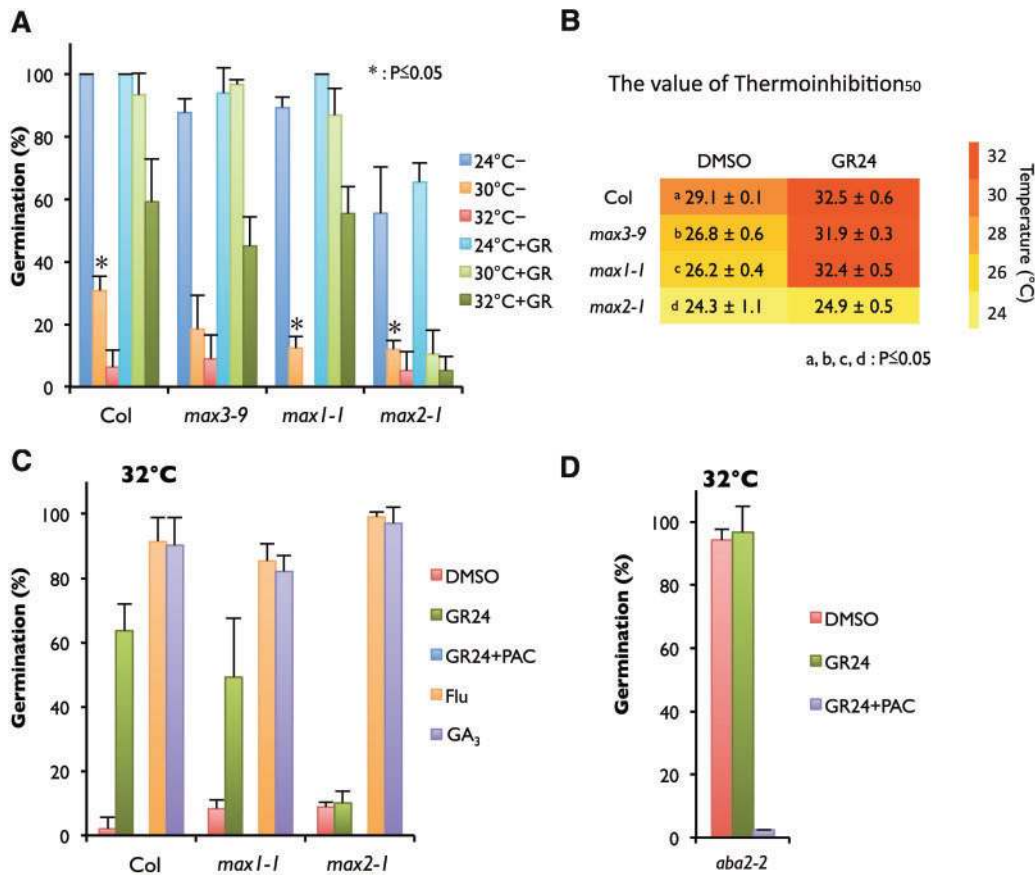 A
Germination (%)
100
80
60
40
20
0
* : P≤0.05
*
*
*
Col
max3-9
max1-1
max2-1
24°C−
30°C−
32°C−
24°C+GR
30°C+GR
32°C+GR
B
The value of Thermoinhibition50
DMSO GR24
Col a 29.1 ± 0.1 32.5 ± 0.6
max3-9 b 26.8 ± 0.6 31.9 ± 0.3
max1-1 c 26.2 ± 0.4 32.4 ± 0.5
max2-1 d 24.3 ± 1.1 24.9 ± 0.5
a, b, c, d : P≤0.05
32
30
28
26
24
Temperature (°C)
C
32°C
Germination (%)
100
80
60
40
20
0
Col
max1-1
max2-1
DMSO
GR24
GR24+PAC
Flu
GA3
D
32°C
Germination (%)
100
80
60
40
20
0
aba2-2
DMSO
GR24
GR24+PAC